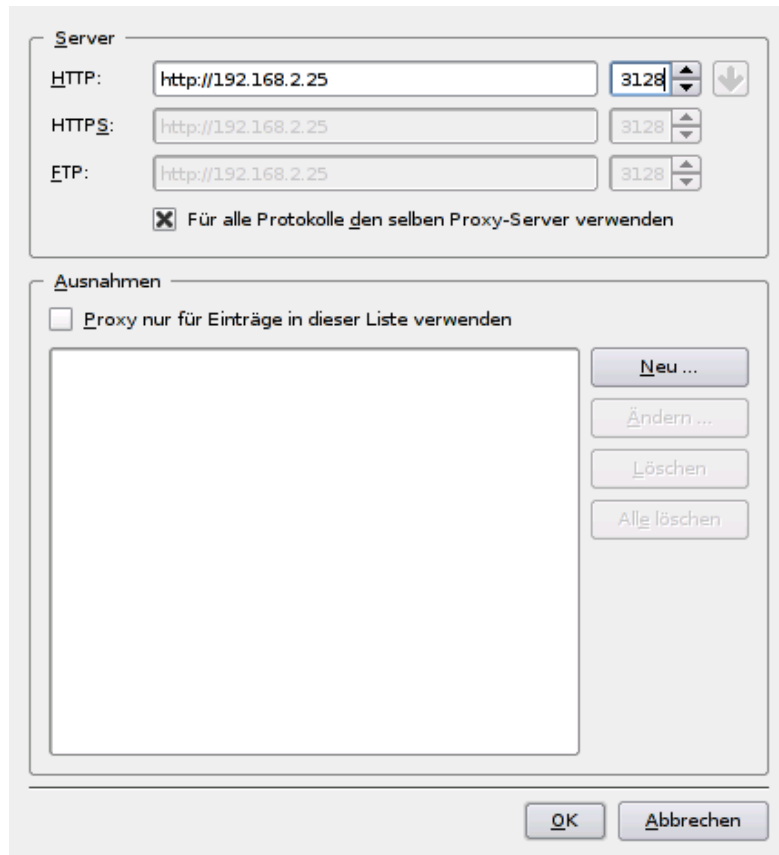 Server
HTTP: http://192.168.2.25 3128
HTTPS: http://192.168.2.25 3128
FTP: http://192.168.2.25 3128
Für alle Protokolle den selben Proxy-Server verwenden
Ausnahmen
Proxy nur für Einträge in dieser Liste verwenden
Neu ...
Ändern ...
Löschen
Alle löschen
OK Abbrechen